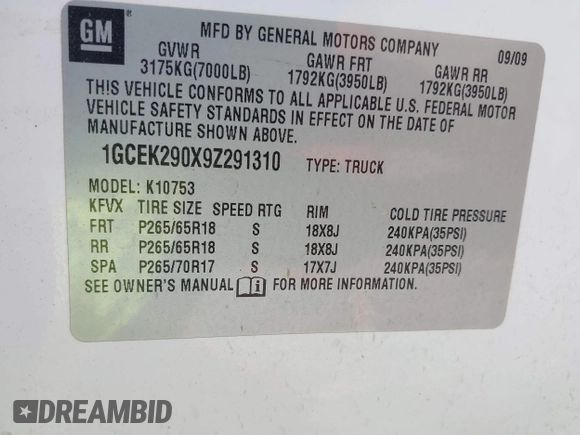 GM
MFD BY GENERAL MOTORS COMPANY
09/09
GVWR GAWR FRT GAWR RR
3175KG(7000LB) 1792KG(3950LB) 1792KG(3950LB)
THIS VEHICLE CONFORMS TO ALL APPLICABLE U.S. FEDERAL MOTOR
VEHICLE SAFETY STANDARDS IN EFFECT ON THE DATE OF
MANUFACTURE SHOWN ABOVE.
1GCEK290X9Z291310 TYPE: TRUCK
MODEL: K10753
KFVX TIRE SIZE SPEED RTG RIM COLD TIRE PRESSURE
FRT P265/65R18 S 18X8J 240KPA(35PSI)
RR P265/65R18 S 18X8J 240KPA(35PSI)
SPA P265/70R17 S 17X7J 240KPA(35PSI)
SEE OWNER'S MANUAL i FOR MORE INFORMATION.
DREAMBID